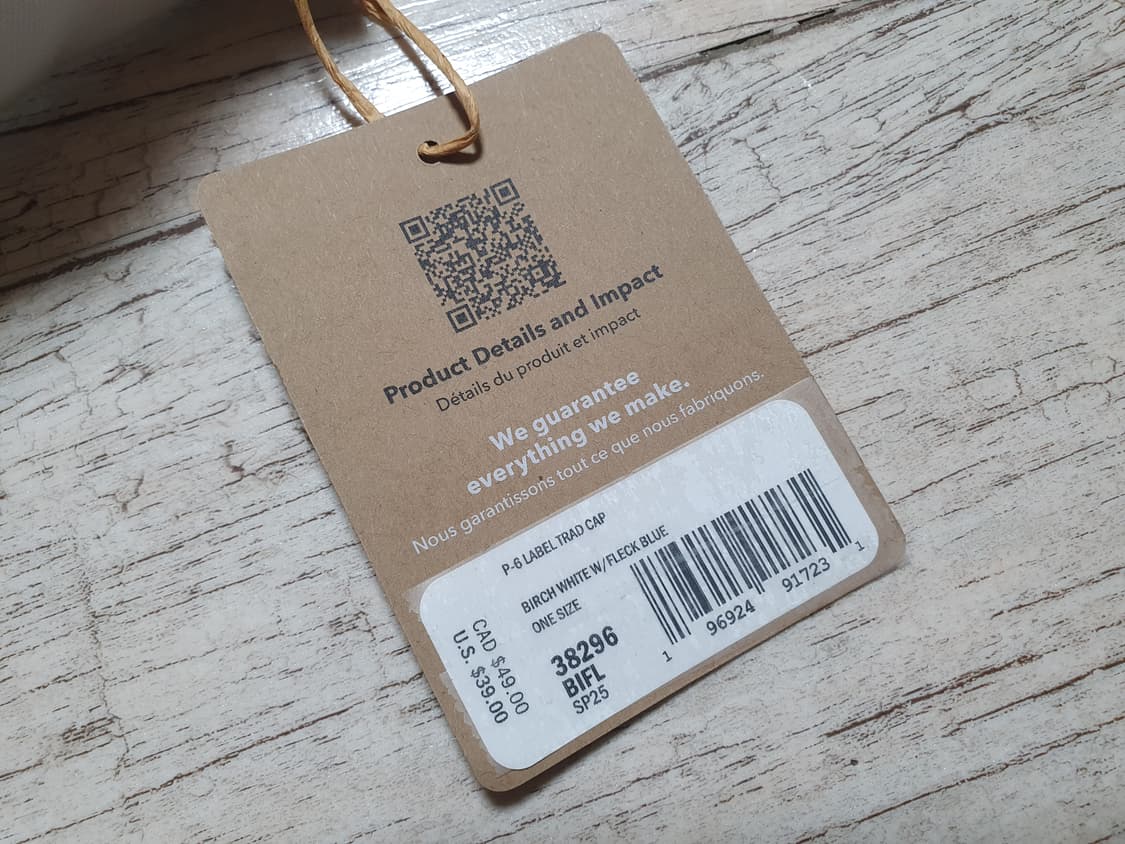 Product Details and Impact
Détails du produit et impact
We guarantee
everything we make.
Nous garantissons tout ce que nous fabriquons.
P-6 LABEL TRAD CAP
BIRCH WHITE W/FLECK BLUE
ONE SIZE
38296
BIFL
SP25
CAD $49.00
U.S. $39.00
1 96924 91723 1